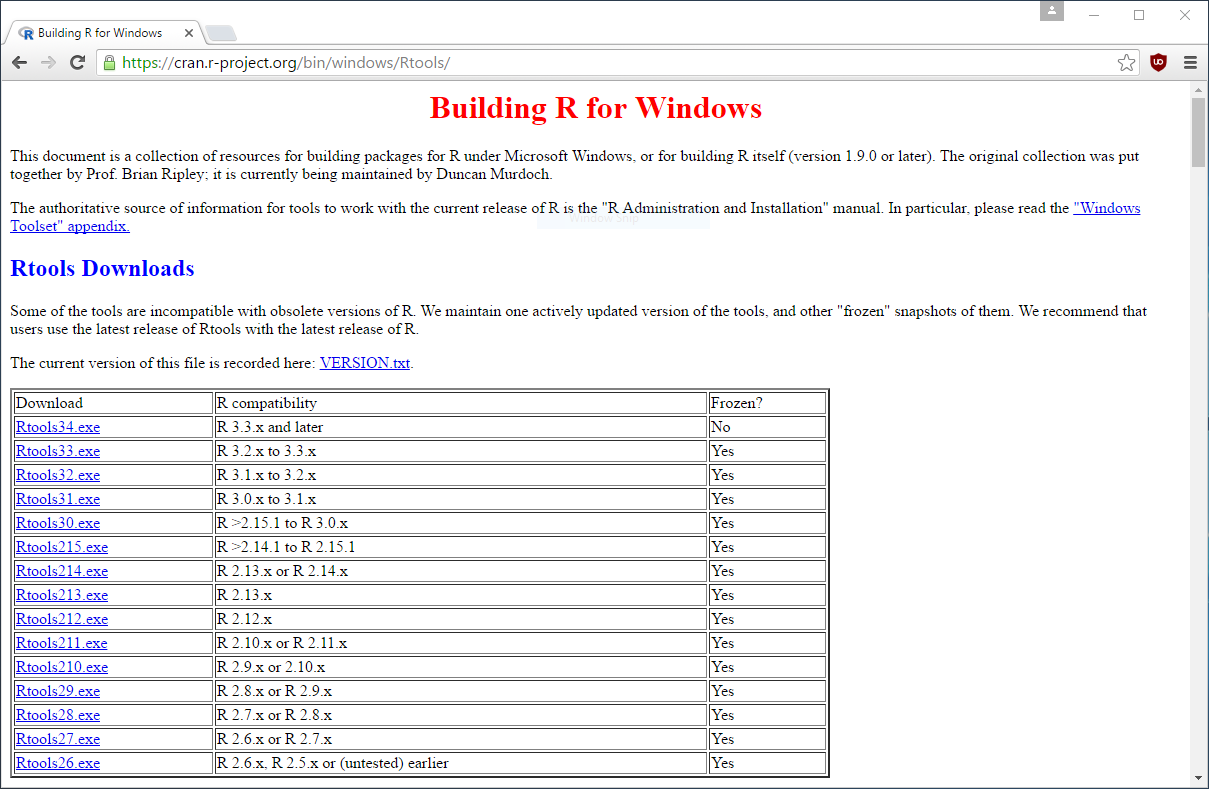 Building R for Windows
https://cran.r-project.org/bin/windows/Rtools/
Building R for Windows
This document is a collection of resources for building packages for R under Microsoft Windows, or for building R itself (version 1.9.0 or later). The original collection was put
together by Prof. Brian Ripley; it is currently being maintained by Duncan Murdoch.
The authoritative source of information for tools to work with the current release of R is the "R Administration and Installation" manual. In particular, please read the "Windows
Toolset" appendix.
Rtools Downloads
Some of the tools are incompatible with obsolete versions of R. We maintain one actively updated version of the tools, and other "frozen" snapshots of them. We recommend that
users use the latest release of Rtools with the latest release of R.
The current version of this file is recorded here: VERSION.txt.
Download R compatibility Frozen?
Rtools34.exe R 3.3.x and later No
Rtools33.exe R 3.2.x to 3.3.x Yes
Rtools32.exe R 3.1.x to 3.2.x Yes
Rtools31.exe R 3.0.x to 3.1.x Yes
Rtools30.exe R >2.15.1 to R 3.0.x Yes
Rtools215.exe R >2.14.1 to R 2.15.1 Yes
Rtools214.exe R 2.13.x or R 2.14.x Yes
Rtools213.exe R 2.13.x Yes
Rtools212.exe R 2.12.x Yes
Rtools211.exe R 2.10.x or R 2.11.x Yes
Rtools210.exe R 2.9.x or 2.10.x Yes
Rtools29.exe R 2.8.x or R 2.9.x Yes
Rtools28.exe R 2.7.x or R 2.8.x Yes
Rtools27.exe R 2.6.x or R 2.7.x Yes
Rtools26.exe R 2.6.x, R 2.5.x or (untested) earlier Yes